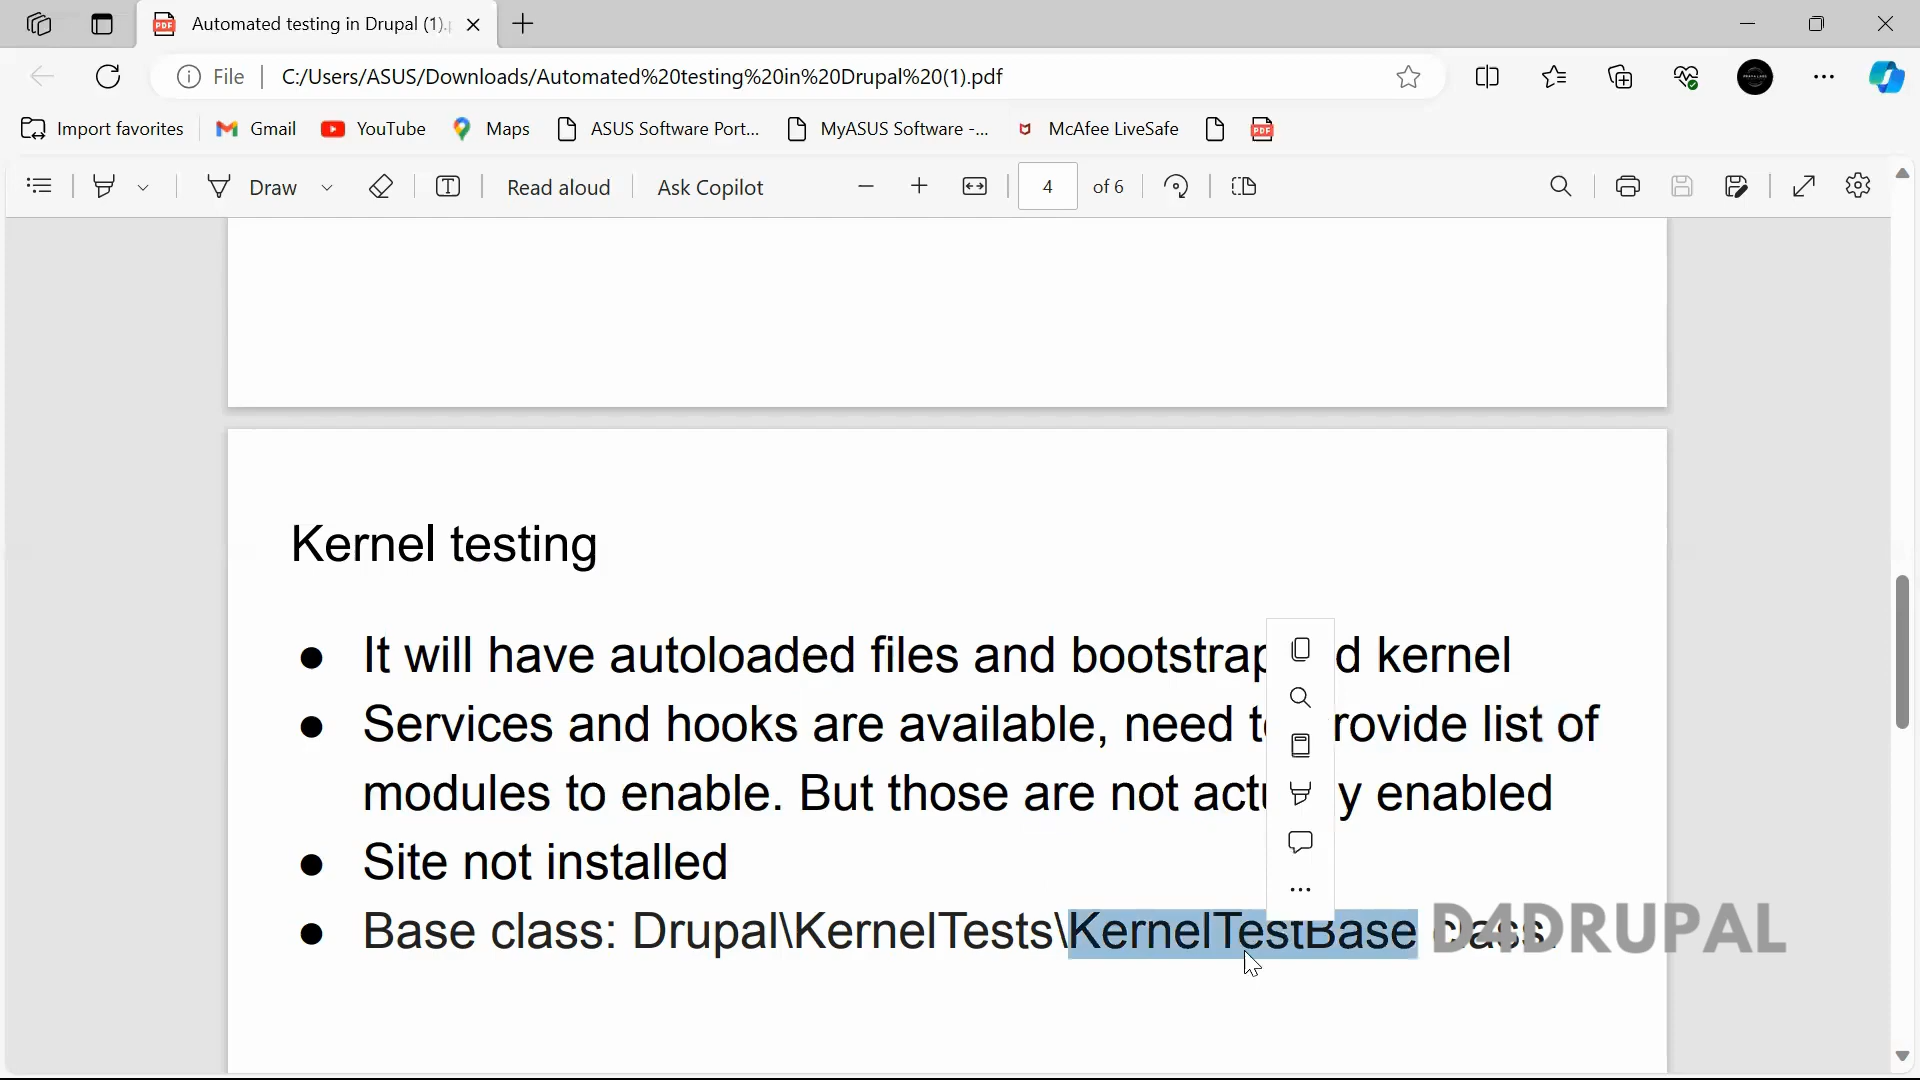 Automated testing in Drupal (1).
File
C:/Users/ASUS/Downloads/Automated%20testing%20in%20Drupal%20(1).pdf
Import favorites
Gmail
YouTube
Maps
ASUS Software Port...
MyASUS Software -...
McAfee LiveSafe
PDF
Draw
Read aloud
Ask Copilot
4
of 6
Kernel testing
● It will have autoloaded files and bootstrap d kernel
● Services and hooks are available, need t rovide list of
modules to enable. But those are not actu y enabled
● Site not installed
● Base class: Drupal\KernelTests\KernelTestBase class.
D4DRUPAL